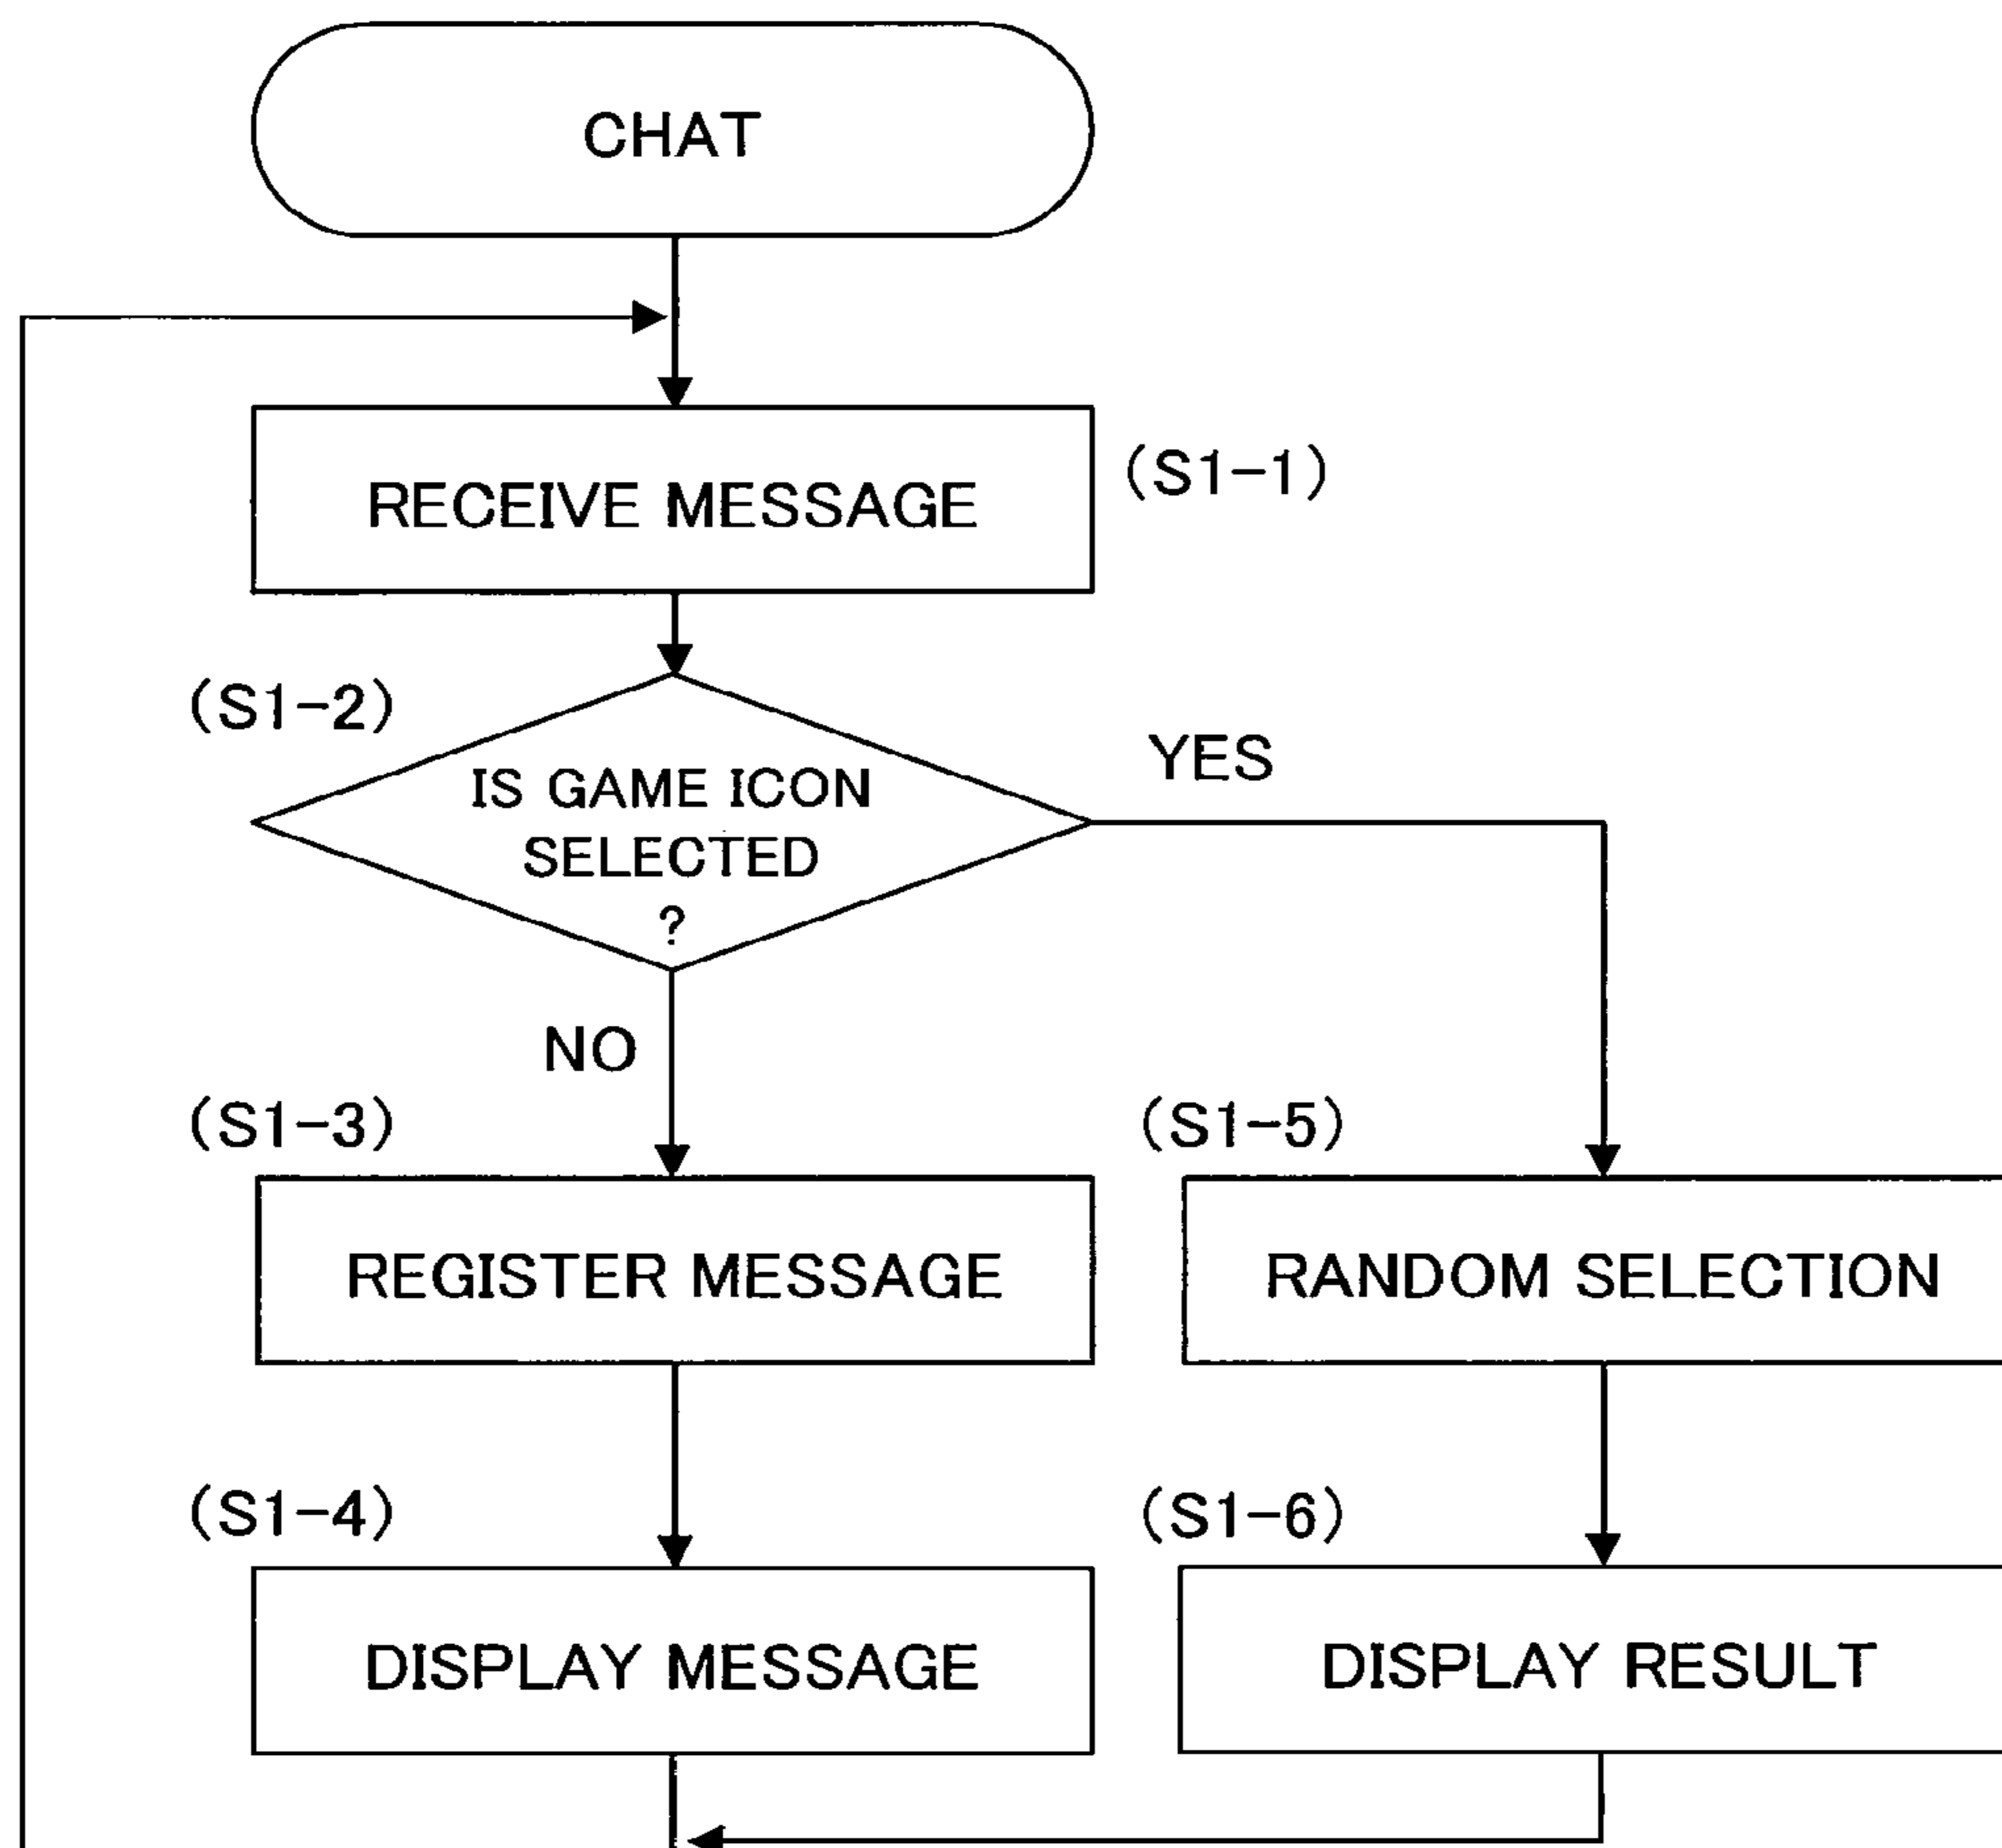 CHAT
RECEIVE MESSAGE
(S1-1)
(S1-2)
IS GAME ICON
SELECTED
?
YES
NO
(S1-3)
(S1-5)
REGISTER MESSAGE
RANDOM SELECTION
(S1-4)
(S1-6)
DISPLAY MESSAGE
DISPLAY RESULT